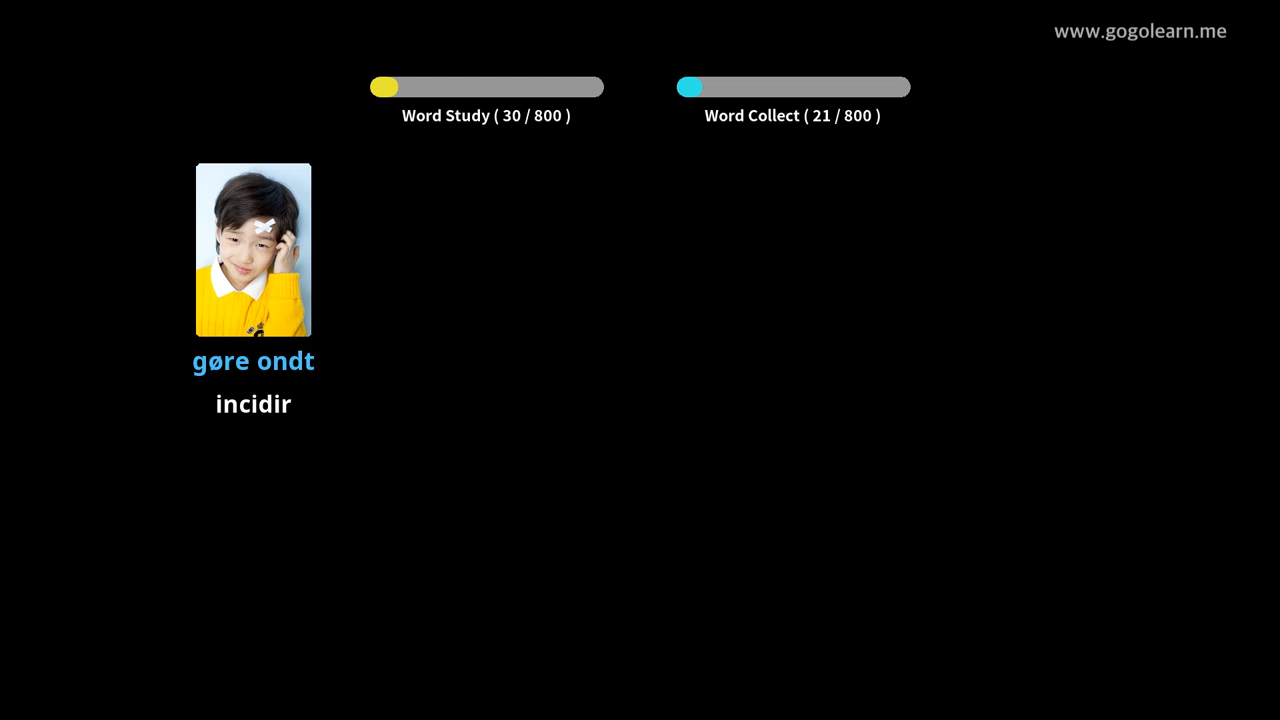 www.gogolearn.me
Word Study ( 30 / 800 )
Word Collect ( 21 / 800 )
gøre ondt
incidir